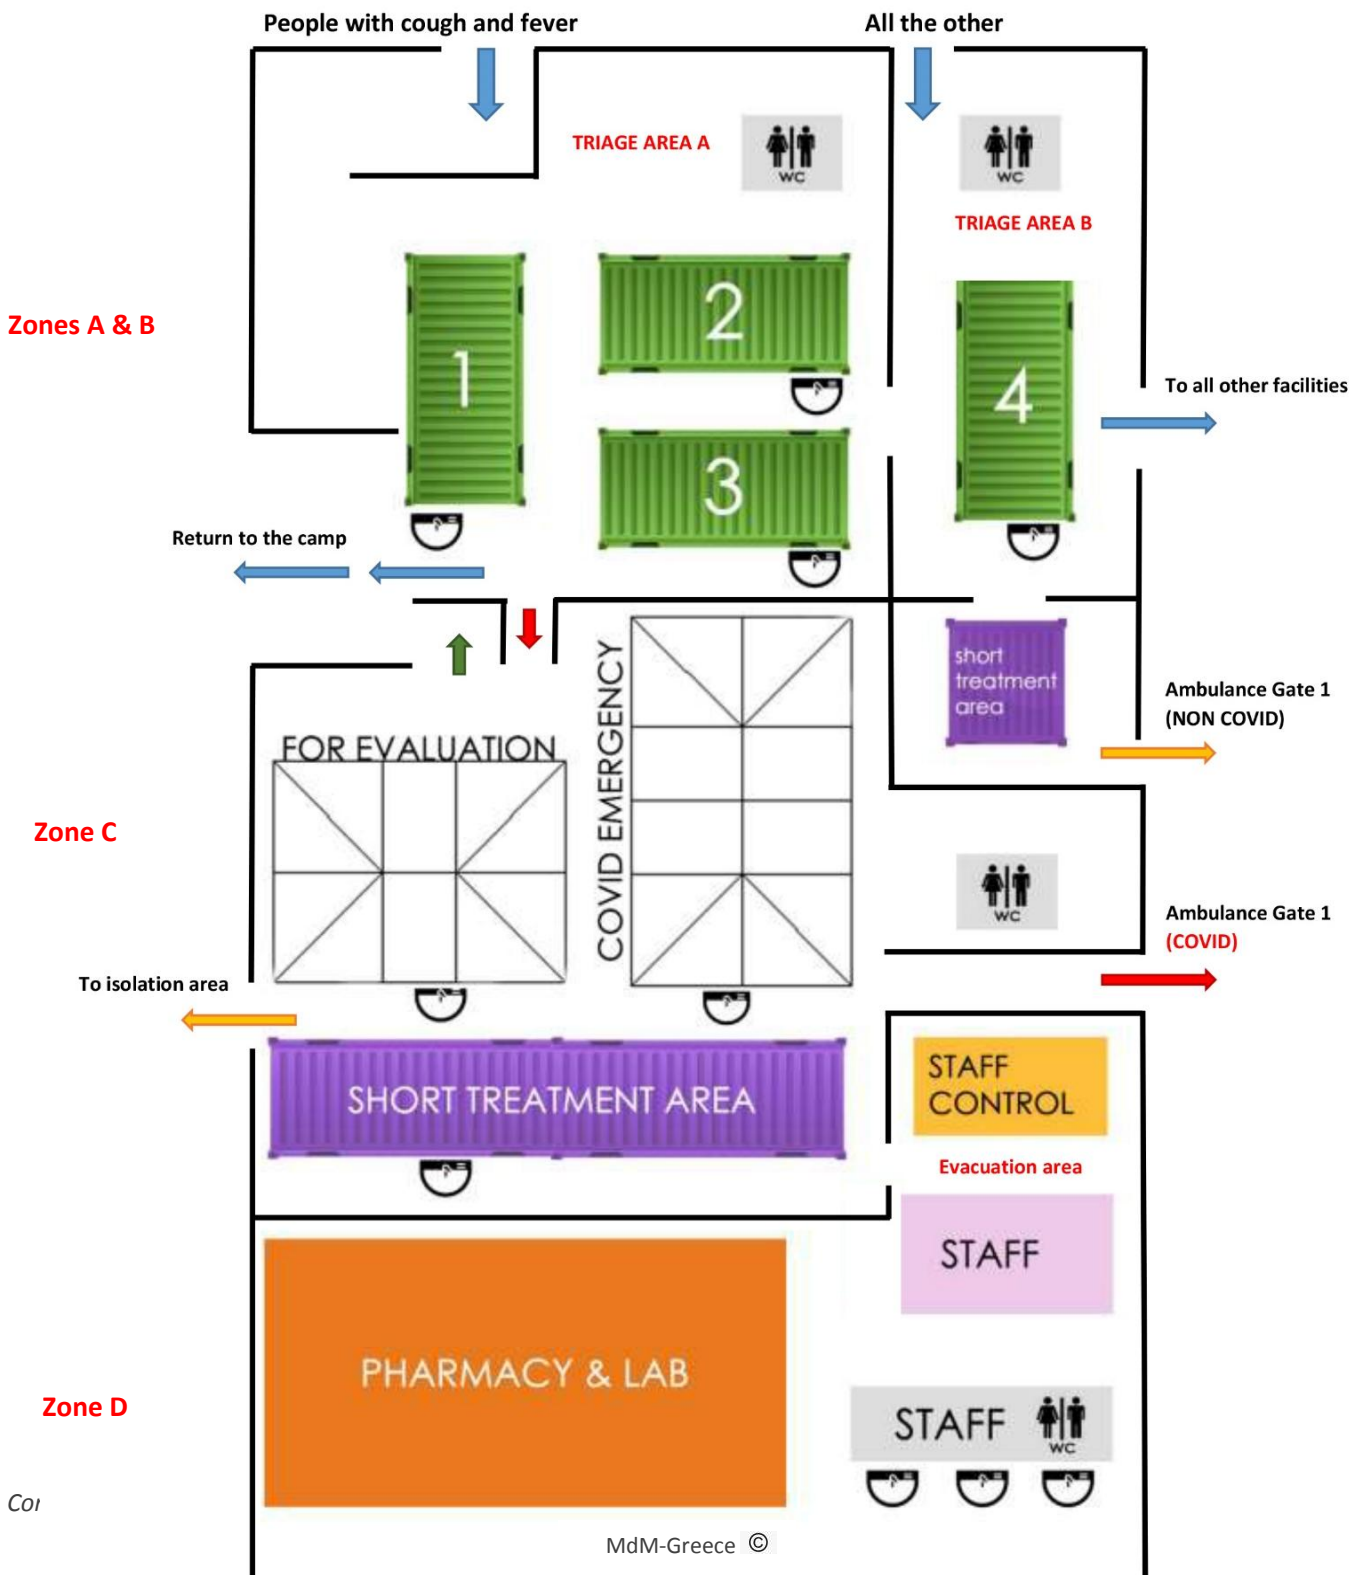 People with cough and fever
All the other
TRIAGE AREA A
WC
WC
TRIAGE AREA B
Zones A & B
1
2
3
4
To all other facilities
Return to the camp
short
treatment
area
COVID EMERGENCY
FOR EVALUATION
Ambulance Gate 1
(NON COVID)
Zone C
WC
Ambulance Gate 1
(COVID)
To isolation area
SHORT TREATMENT AREA
STAFF
CONTROL
Evacuation area
STAFF
PHARMACY & LAB
Zone D
STAFF
WC
MdM-Greece ©